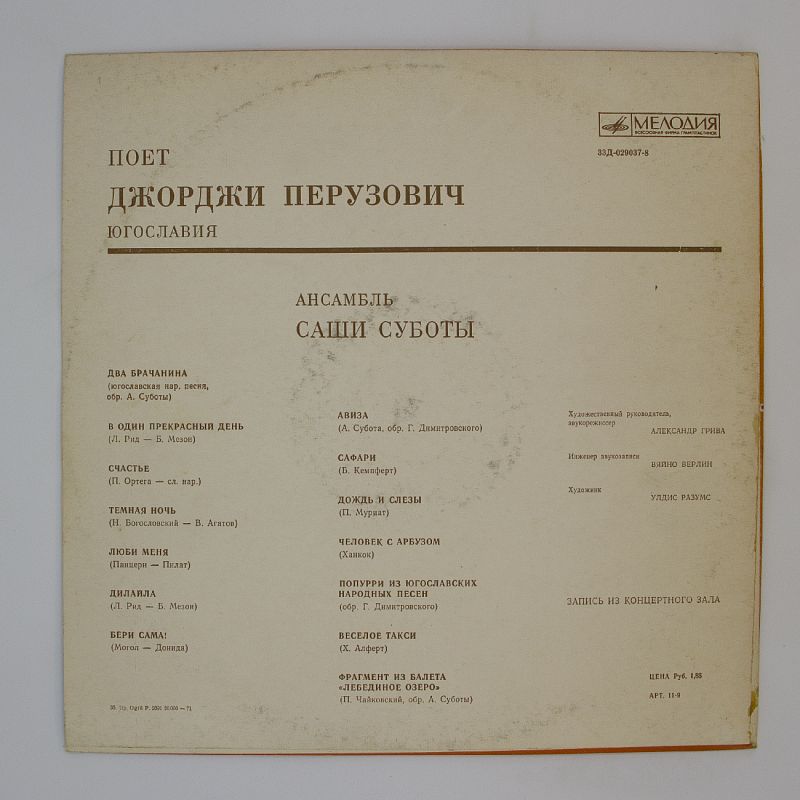 МЕЛОДИЯ
ВСЕСОЮЗНАЯ ФИРМА ГРАМПЛАСТИНОК
33Д-029037-8
ПОЕТ
ДЖОРДЖИ ПЕРУЗОВИЧ
ЮГОСЛАВИЯ
АНСАМБЛЬ
САШИ СУБОТЫ
ДВА БРАЧАНИНА
(югославская нар. песня,
обр. А. Суботы)
В ОДИН ПРЕКРАСНЫЙ ДЕНЬ
(Л. Рид — Б. Мезон)
СЧАСТЬЕ
(П. Ортега — сл. нар.)
ТЕМНАЯ НОЧЬ
(Н. Богословский — В. Агатов)
ЛЮБИ МЕНЯ
(Панцери — Пилат)
ДИЛАЙЛА
(Л. Рид — Б. Мезон)
БЕРИ САМА!
(Могол — Донида)
АВИЗА
(А. Субота, обр. Г. Димитровского)
САФАРИ
(Б. Кемпферт)
ДОЖДЬ И СЛЕЗЫ
(П. Муриат)
ЧЕЛОВЕК С АРБУЗОМ
(Ханкок)
ПОПУРРИ ИЗ ЮГОСЛАВСКИХ
НАРОДНЫХ ПЕСЕН
(обр. Г. Димитровского)
ВЕСЕЛОЕ ТАКСИ
(Х. Алферт)
ФРАГМЕНТ ИЗ БАЛЕТА
«ЛЕБЕДИНОЕ ОЗЕРО»
(П. Чайковский, обр. А. Суботы)
Художественный руководитель,
звукорежиссер
АЛЕКСАНДР ГРИВА
Инженер звукозаписи
ВЯЙНО ВЕРЛИН
Художник
УЛДИС РАЗУМС
ЗАПИСЬ ИЗ КОНЦЕРТНОГО ЗАЛА
ЦЕНА Руб. 1,85
АРТ. 11-9